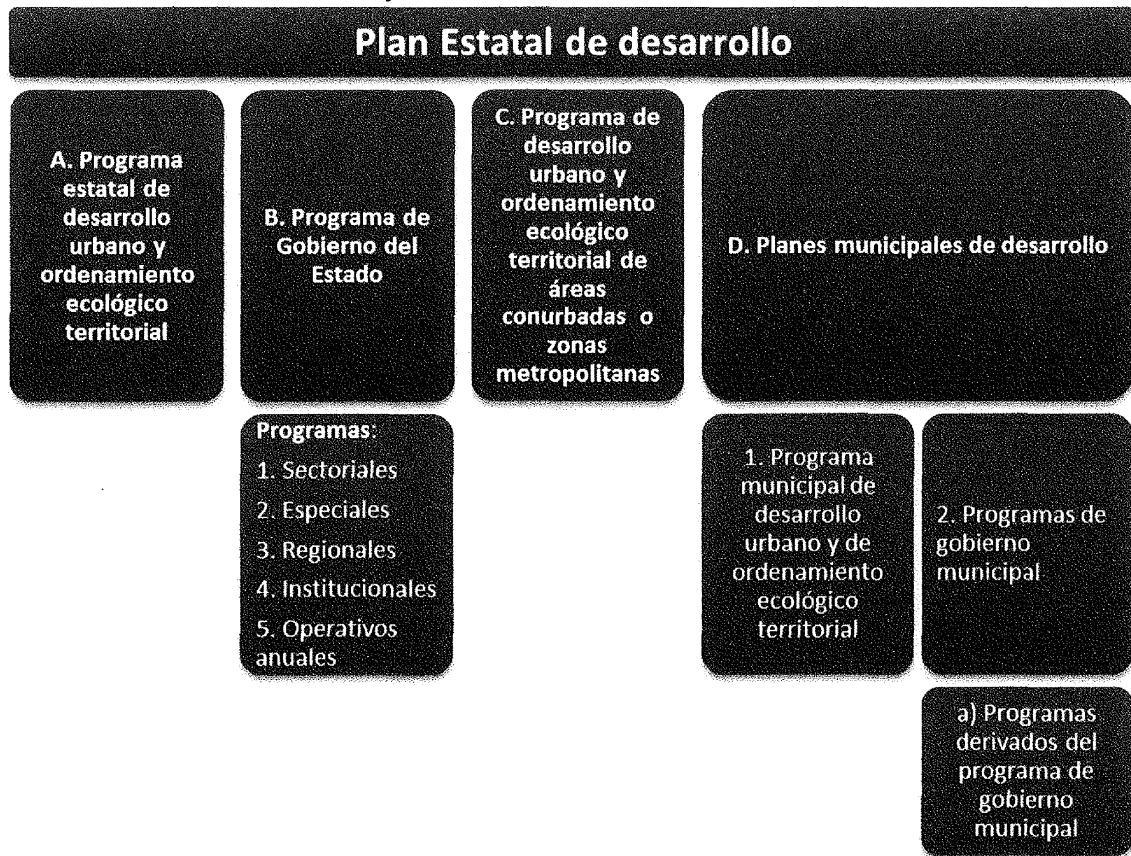 Plan Estatal de desarrollo
A. Programa
estatal de
desarrollo
urbano y
ordenamiento
ecológico
territorial
B. Programa de
Gobierno del
Estado
C. Programa de
desarrollo
urbano y
ordenamiento
ecológico
territorial de
áreas
conurbadas o
zonas
metropolitanas
D. Planes municipales de desarrollo
Programas:
1. Sectoriales
2. Especiales
3. Regionales
4. Institucionales
5. Operativos
anuales
1. Programa
municipal de
desarrollo
urbano y de
ordenamiento
ecológico
territorial
2. Programas de
gobierno
municipal
a) Programas
derivados del
programa de
gobierno
municipal